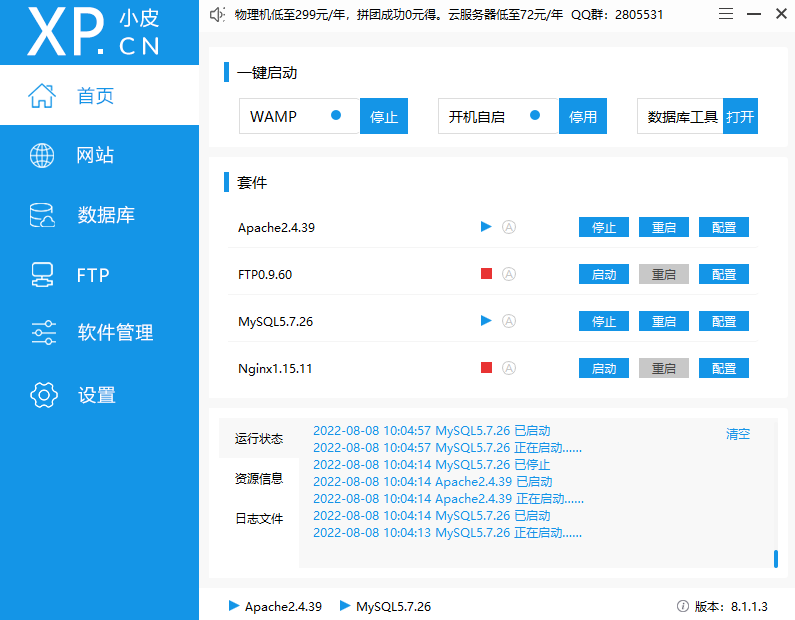 XP.CN 小皮
物理机低至299元/年，拼团成功0元得。云服务器低至72元/年 QQ群：2805531
首页
网站
数据库
FTP
软件管理
设置
一键启动
WAMP 停止 开机自启 停用 数据库工具 打开
套件
Apache2.4.39 A 停止 重启 配置
FTP0.9.60 A 启动 重启 配置
MySQL5.7.26 A 停止 重启 配置
Nginx1.15.11 A 启动 重启 配置
运行状态
资源信息
日志文件
清空
2022-08-08 10:04:57 MySQL5.7.26 已启动
2022-08-08 10:04:57 MySQL5.7.26 正在启动......
2022-08-08 10:04:14 MySQL5.7.26 已停止
2022-08-08 10:04:14 Apache2.4.39 已启动
2022-08-08 10:04:14 Apache2.4.39 正在启动......
2022-08-08 10:04:14 MySQL5.7.26 已启动
2022-08-08 10:04:13 MySQL5.7.26 正在启动......
Apache2.4.39 MySQL5.7.26 版本：8.1.1.3